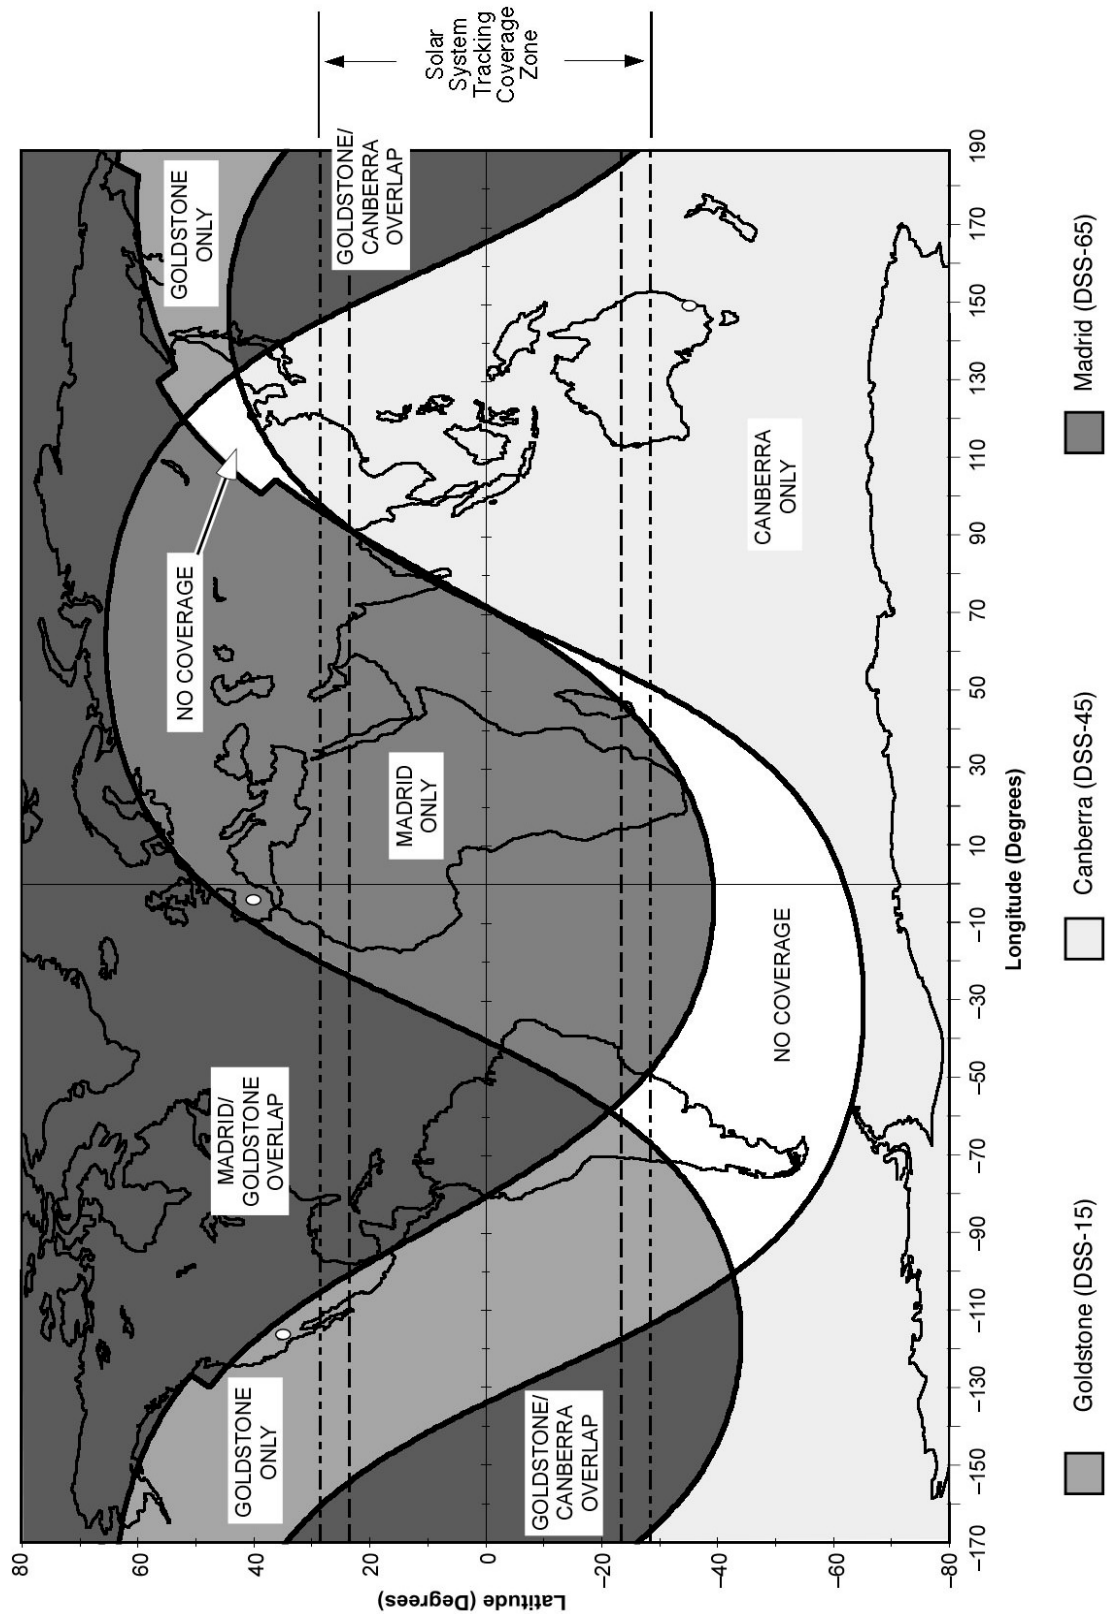 Solar
System
Tracking
Coverage
Zone
GOLDSTONE
ONLY
GOLDSTONE/
CANBERRA
OVERLAP
NO COVERAGE
MADRID/
GOLDSTONE
OVERLAP
MADRID
ONLY
GOLDSTONE
ONLY
CANBERRA
ONLY
NO COVERAGE
GOLDSTONE/
CANBERRA
OVERLAP
80
60
40
20
0
–20
–40
–60
–80
Latitude (Degrees)
–170
–150
–130
–110
–90
–70
–50
–30
–10
10
30
50
70
90
110
130
150
170
190
Longitude (Degrees)
Goldstone (DSS-15)
Canberra (DSS-45)
Madrid (DSS-65)